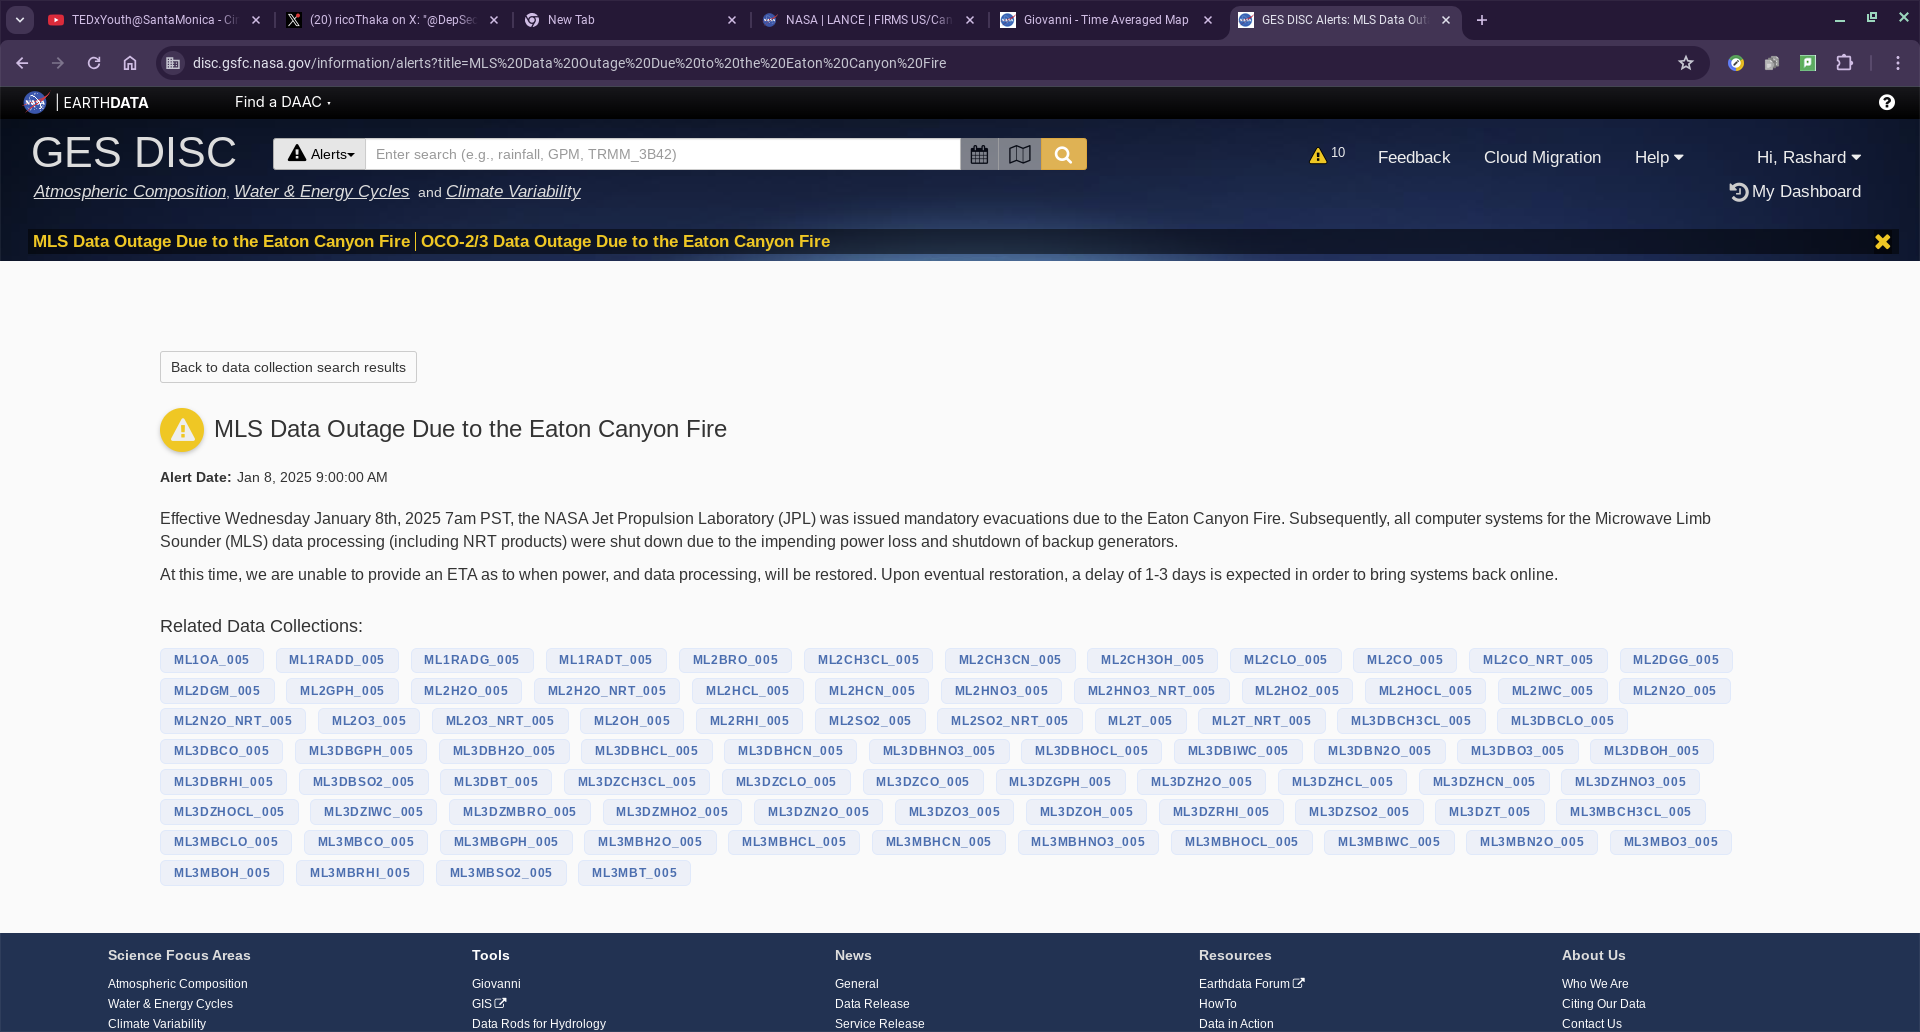 TEDxYouth@SantaMonica - Cir
(20) ricoThaka on X: "@DepSec
New Tab
NASA | LANCE | FIRMS US/Can
Giovanni - Time Averaged Map
GES DISC Alerts: MLS Data Out
disc.gsfc.nasa.gov/information/alerts?title=MLS%20Data%20Outage%20Due%20to%20the%20Eaton%20Canyon%20Fire
NASA | EARTHDATA Find a DAAC
GES DISC Alerts Enter search (e.g., rainfall, GPM, TRMM_3B42) 10 Feedback Cloud Migration Help Hi, Rashard
Atmospheric Composition, Water & Energy Cycles and Climate Variability My Dashboard
MLS Data Outage Due to the Eaton Canyon Fire | OCO-2/3 Data Outage Due to the Eaton Canyon Fire
Back to data collection search results
MLS Data Outage Due to the Eaton Canyon Fire
Alert Date: Jan 8, 2025 9:00:00 AM
Effective Wednesday January 8th, 2025 7am PST, the NASA Jet Propulsion Laboratory (JPL) was issued mandatory evacuations due to the Eaton Canyon Fire. Subsequently, all computer systems for the Microwave Limb
Sounder (MLS) data processing (including NRT products) were shut down due to the impending power loss and shutdown of backup generators.
At this time, we are unable to provide an ETA as to when power, and data processing, will be restored. Upon eventual restoration, a delay of 1-3 days is expected in order to bring systems back online.
Related Data Collections:
ML1OA_005 ML1RADD_005 ML1RADG_005 ML1RADT_005 ML2BRO_005 ML2CH3CL_005 ML2CH3CN_005 ML2CH3OH_005 ML2CLO_005 ML2CO_005 ML2CO_NRT_005 ML2DGG_005
ML2DGM_005 ML2GPH_005 ML2H2O_005 ML2H2O_NRT_005 ML2HCL_005 ML2HCN_005 ML2HNO3_005 ML2HNO3_NRT_005 ML2HO2_005 ML2HOCL_005 ML2IWC_005 ML2N2O_005
ML2N2O_NRT_005 ML2O3_005 ML2O3_NRT_005 ML2OH_005 ML2RHI_005 ML2SO2_005 ML2SO2_NRT_005 ML2T_005 ML2T_NRT_005 ML3DBCH3CL_005 ML3DBCLO_005
ML3DBCO_005 ML3DBGPH_005 ML3DBH2O_005 ML3DBHCL_005 ML3DBHCN_005 ML3DBHNO3_005 ML3DBHOCL_005 ML3DBIWC_005 ML3DBN2O_005 ML3DBO3_005 ML3DBOH_005
ML3DBRHI_005 ML3DBSO2_005 ML3DBT_005 ML3DZCH3CL_005 ML3DZCLO_005 ML3DZCO_005 ML3DZGPH_005 ML3DZH2O_005 ML3DZHCL_005 ML3DZHCN_005 ML3DZHNO3_005
ML3DZHOCL_005 ML3DZIWC_005 ML3DZMBRO_005 ML3DZMHO2_005 ML3DZN2O_005 ML3DZO3_005 ML3DZOH_005 ML3DZRHI_005 ML3DZSO2_005 ML3DZT_005 ML3MBCH3CL_005
ML3MBCLO_005 ML3MBCO_005 ML3MBGPH_005 ML3MBH2O_005 ML3MBHCL_005 ML3MBHCN_005 ML3MBHNO3_005 ML3MBHOCL_005 ML3MBIWC_005 ML3MBN2O_005 ML3MBO3_005
ML3MBOH_005 ML3MBRHI_005 ML3MBSO2_005 ML3MBT_005
Science Focus Areas
Atmospheric Composition
Water & Energy Cycles
Climate Variability
Tools
Giovanni
GIS
Data Rods for Hydrology
News
General
Data Release
Service Release
Resources
Earthdata Forum
HowTo
Data in Action
About Us
Who We Are
Citing Our Data
Contact Us